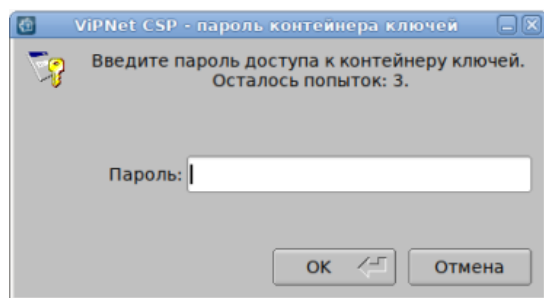 ViPNet CSP - пароль контейнера ключей
Введите пароль доступа к контейнеру ключей.
Осталось попыток: 3.
Пароль:
OK
Отмена